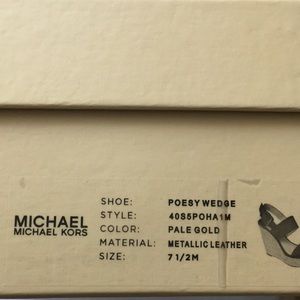 SHOE: POESY WEDGE
STYLE: 40S5POHA1M
MICHAEL
MICHAEL KORS
COLOR: PALE GOLD
MATERIAL: METALLIC LEATHER
SIZE: 7 1/2M